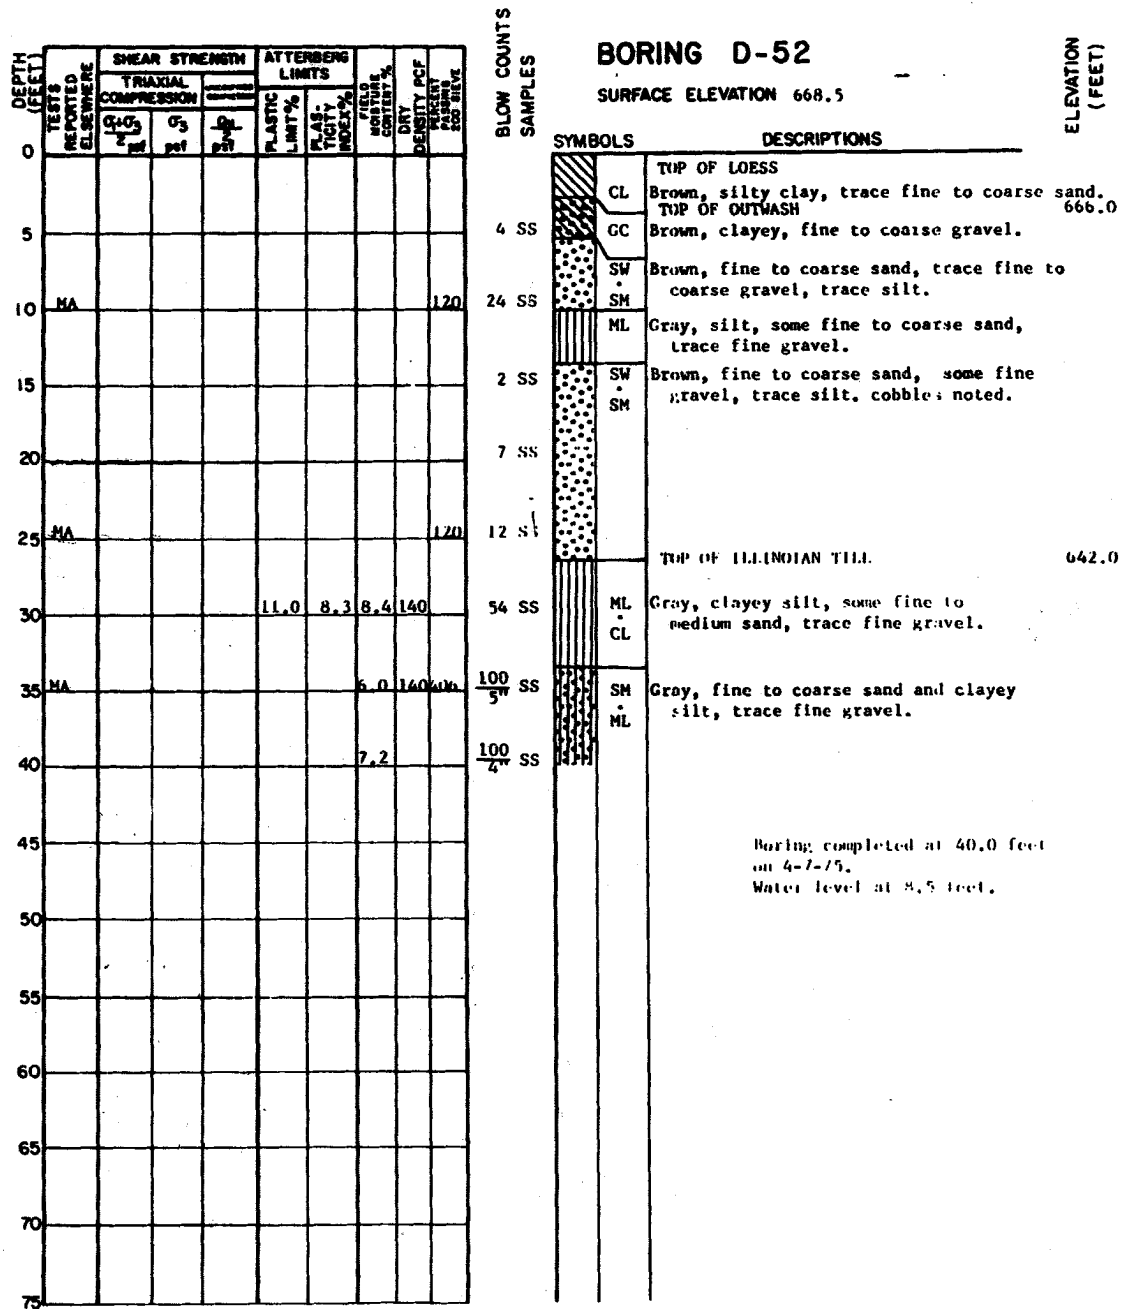 BORING D-52
SURFACE ELEVATION 668.5
DEPTH (FEET)
TESTS REPORTED ELSEWHERE
SHEAR STRENGTH
TRIAXIAL COMPRESSION
ATTERBERG LIMITS
PLASTIC LIMIT %
PLAS-TICITY INDEX %
FIELD MOISTURE CONTENT %
DRY DENSITY PCF
PERCENT PASSING 200 SIEVE
BLOW COUNTS
SAMPLES
SYMBOLS
DESCRIPTIONS
ELEVATION (FEET)
0
TOP OF LOESS
CL Brown, silty clay, trace fine to coarse sand.
TOP OF OUTWASH 666.0
5 4 SS GC Brown, clayey, fine to coarse gravel.
SW Brown, fine to coarse sand, trace fine to
10 MA 120 24 SS SM coarse gravel, trace silt.
ML Gray, silt, some fine to coarse sand,
trace fine gravel.
15 2 SS SW Brown, fine to coarse sand, some fine
SM gravel, trace silt. cobbles noted.
20 7 SS
25 MA 120 12
TOP OF ILLINOIAN TILL 642.0
30 11.0 8.3 8.4 140 54 SS ML Gray, clayey silt, some fine to
CL medium sand, trace fine gravel.
35 MA 6.0 140 100/5" SS SM Gray, fine to coarse sand and clayey
ML silt, trace fine gravel.
40 7.2 100/4" SS
45
Boring completed at 40.0 feet
on 4-7-75.
Water level at 8.5 feet.
50
55
60
65
70
75